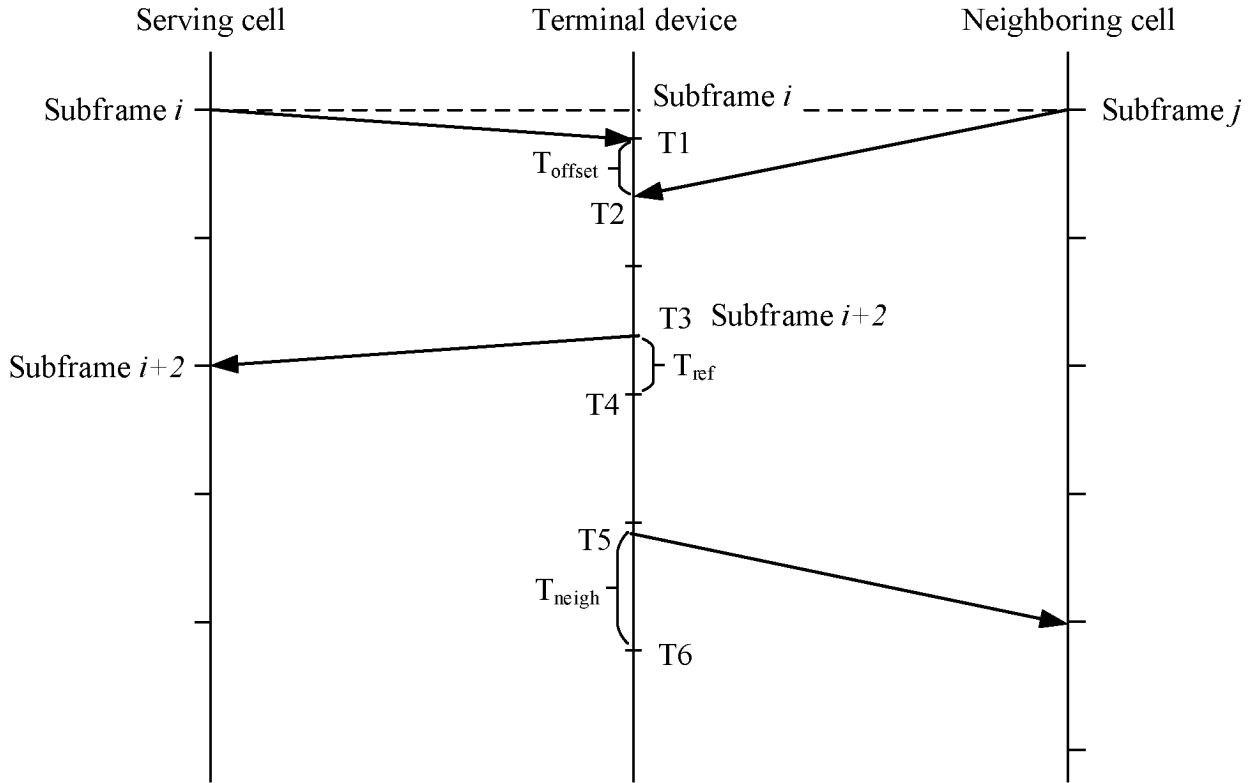 Serving cell
Terminal device
Neighboring cell
Subframe i
Subframe i
Subframe j
T1
Toffset
T2
T3
Subframe i+2
Subframe i+2
Tref
T4
T5
Tneigh
T6